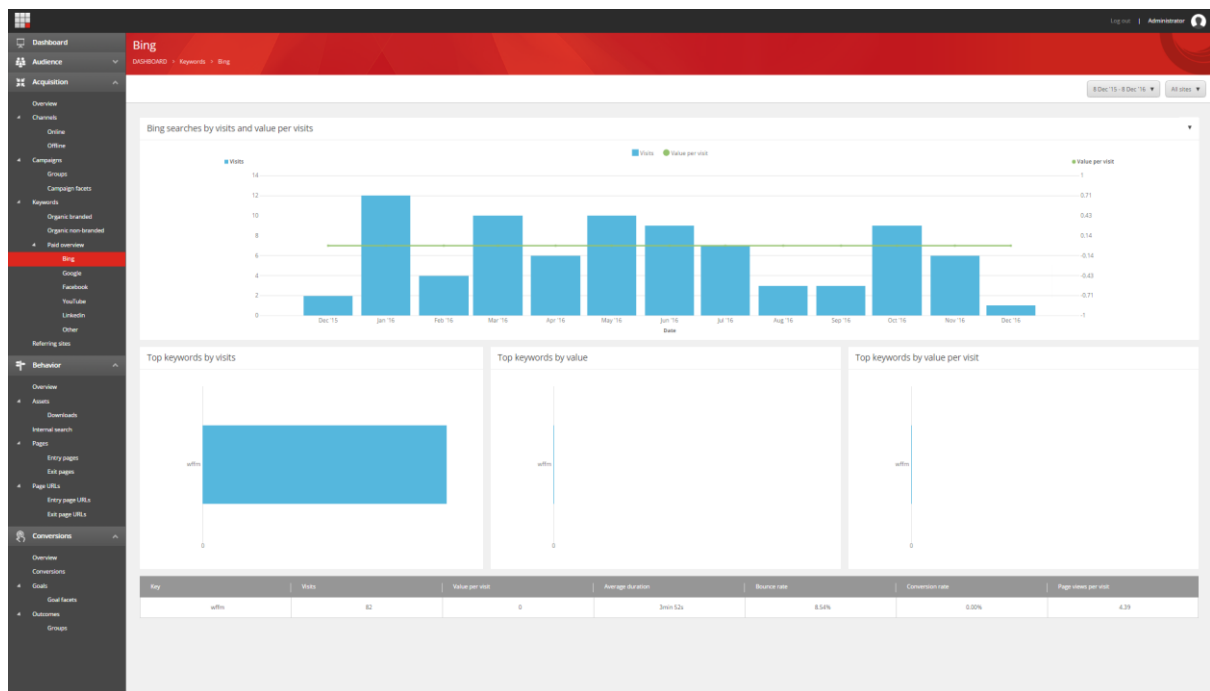 Log out | Administrator
Dashboard
Audience
Acquisition
Overview
Channels
Online
Offline
Campaigns
Groups
Campaign facets
Keywords
Organic branded
Organic non-branded
Paid overview
Bing
Google
Facebook
YouTube
LinkedIn
Other
Referring sites
Behavior
Overview
Assets
Downloads
Internal search
Pages
Entry pages
Exit pages
Page URLs
Entry page URLs
Exit page URLs
Conversions
Overview
Conversions
Goals
Goal facets
Outcomes
Groups
Bing
DASHBOARD > Keywords > Bing
8 Dec '15 - 8 Dec '16 All sites
Bing searches by visits and value per visits
Visits Value per visit
Visits Value per visit
14 1
12 0.71
10 0.43
8 0.14
6 -0.14
4 -0.43
2 -0.71
0 -1
Dec '15 Jan '16 Feb '16 Mar '16 Apr '16 May '16 Jun '16 Jul '16 Aug '16 Sep '16 Oct '16 Nov '16 Dec '16
Date
Top keywords by visits
wffm
0
Top keywords by value
wffm
0
Top keywords by value per visit
wffm
0
Key Visits Value per visit Average duration Bounce rate Conversion rate Page views per visit
wffm 82 0 3min 52s 8.54% 0.00% 4.39